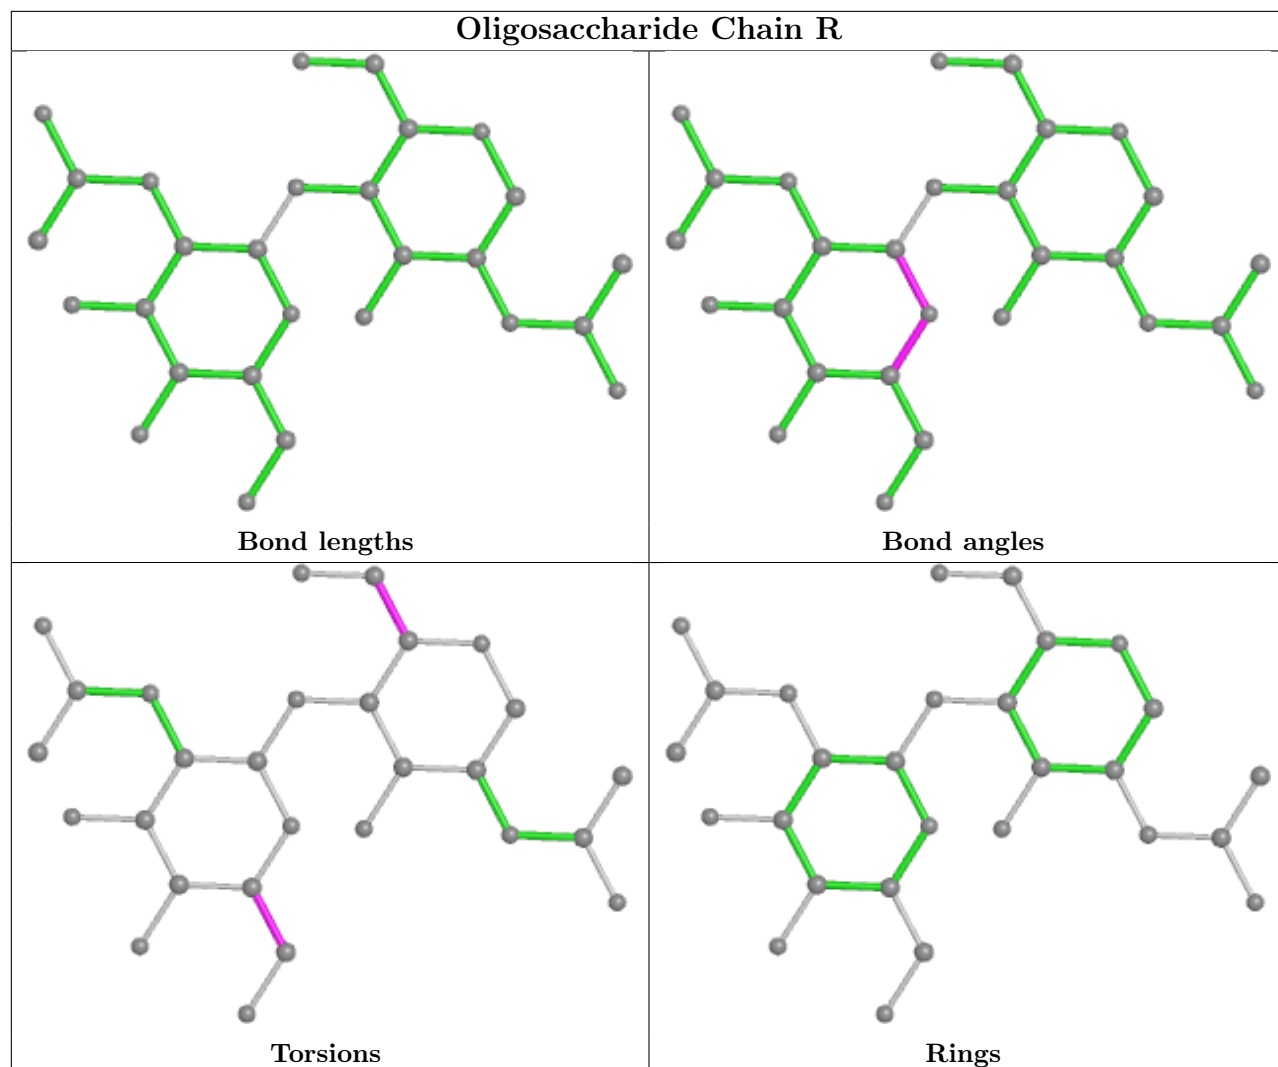 Oligosaccharide Chain R
Bond lengths
Bond angles
Torsions
Rings